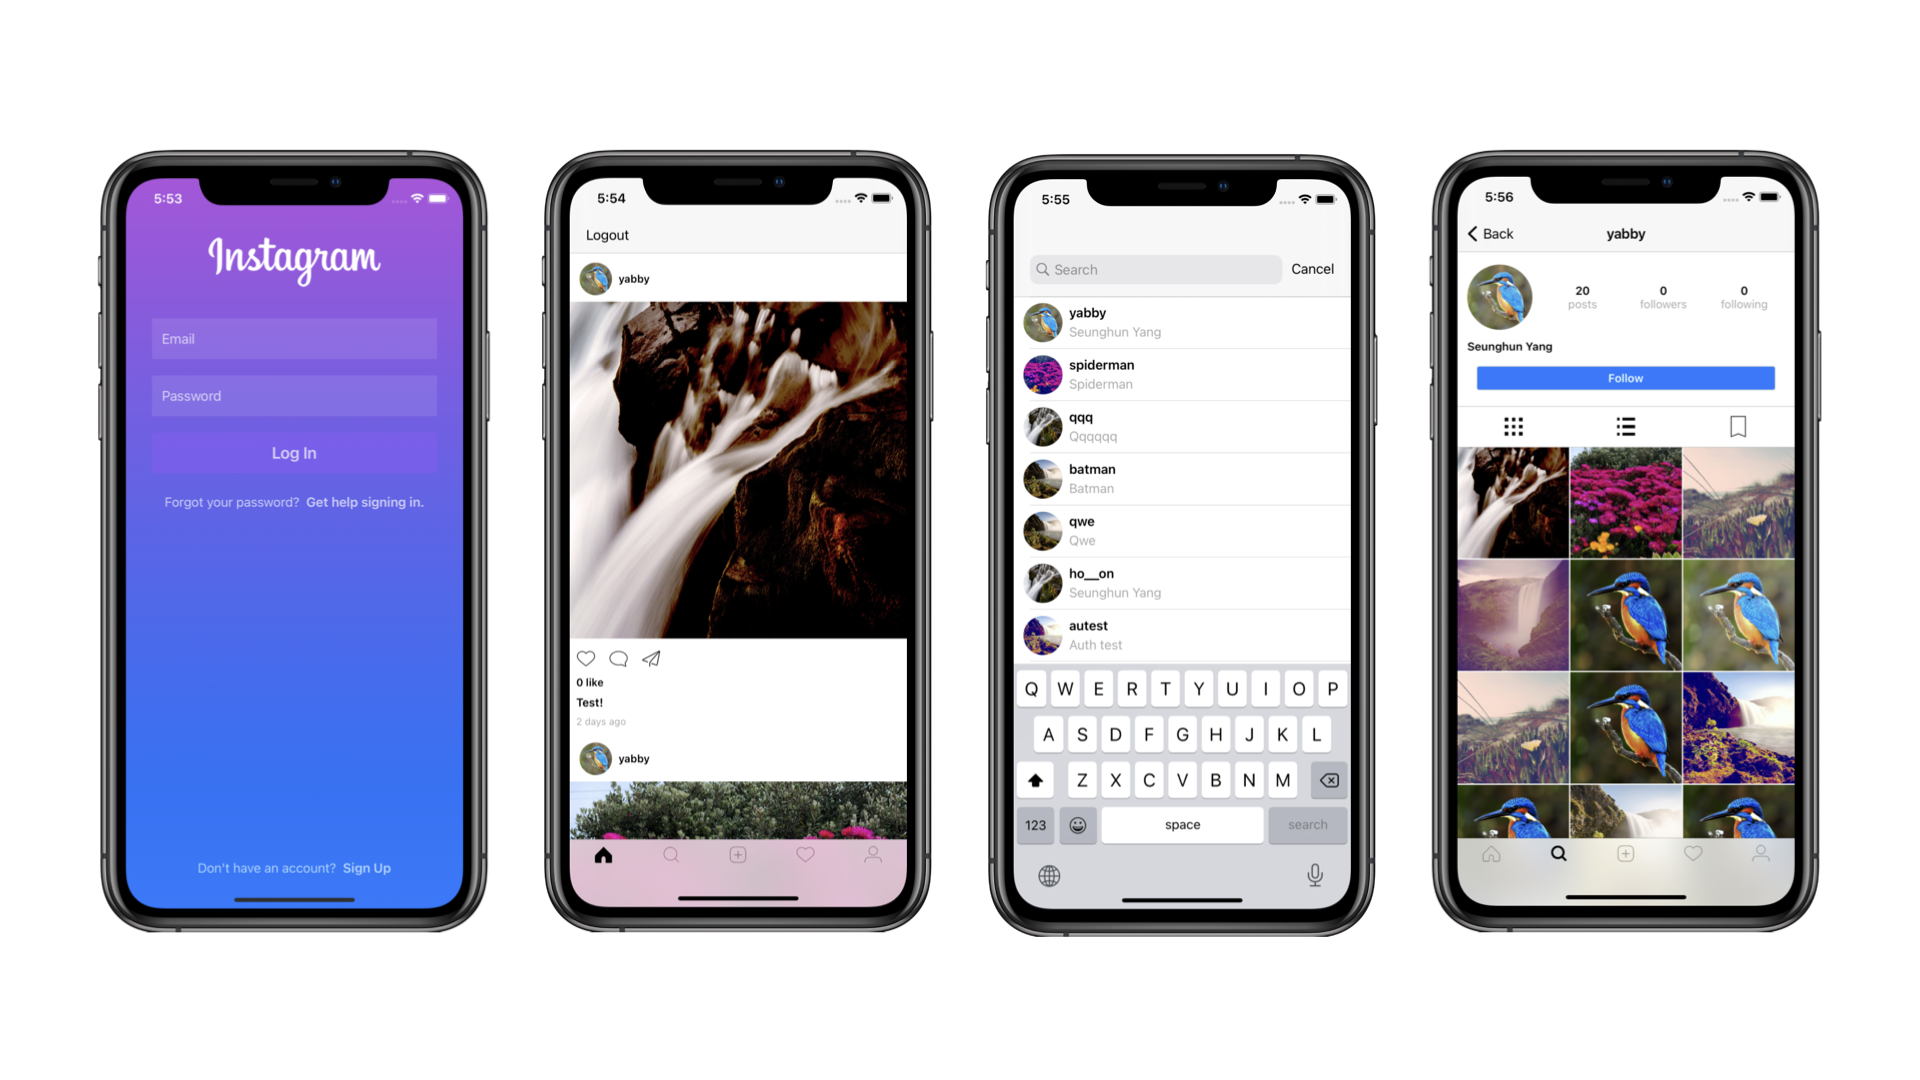 5:53
Instagram
Email
Password
Log In
Forgot your password? Get help signing in.
Don't have an account? Sign Up
5:54
Logout
yabby
0 like
Test!
2 days ago
yabby
5:55
Search
Cancel
yabby
Seunghun Yang
spiderman
Spiderman
qqq
Qqqqqq
batman
Batman
qwe
Qwe
ho__on
Seunghun Yang
autest
Auth test
Q W E R T Y U I O P
A S D F G H J K L
Z X C V B N M
123 space search
5:56
Back yabby
20 0 0
posts followers following
Seunghun Yang
Follow